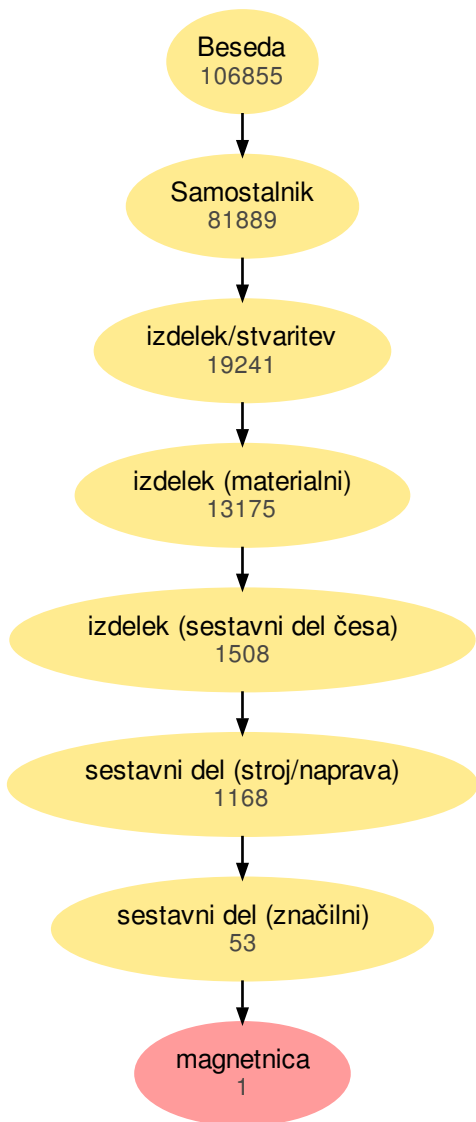 Beseda
106855
Samostalnik
81889
izdelek/stvaritev
19241
izdelek (materialni)
13175
izdelek (sestavni del česa)
1508
sestavni del (stroj/naprava)
1168
sestavni del (značilni)
53
magnetnica
1